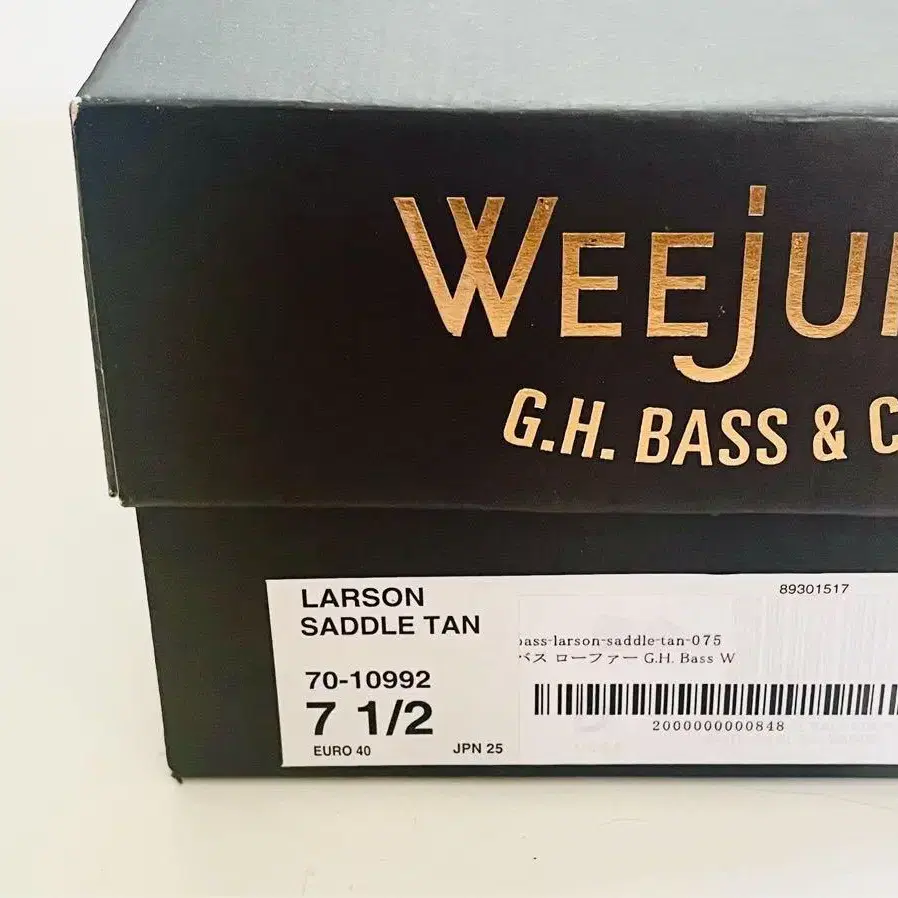 WEEJU
G.H. BASS & C
LARSON
SADDLE TAN
70-10992
7 1/2
EURO 40
JPN 25
89301517
bass-larson-saddle-tan-075
バス ローファー G.H. Bass W
2000000000848